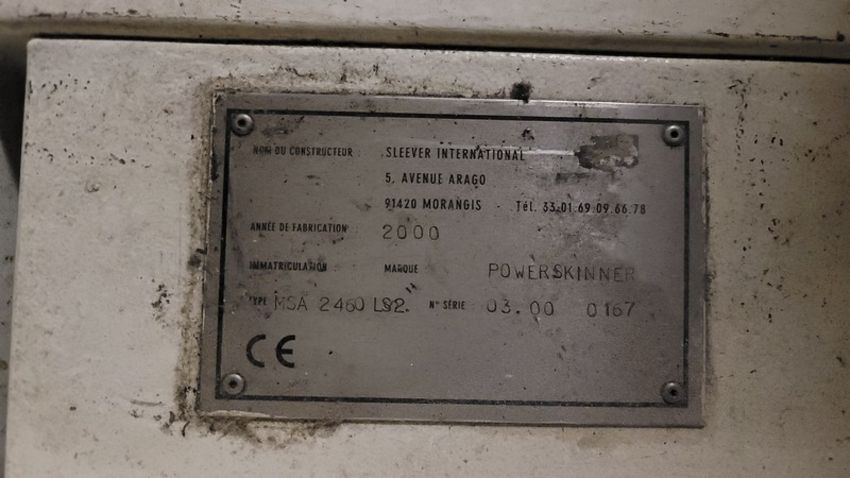 NOM DU CONSTRUCTEUR : SLEEVER INTERNATIONAL
5, AVENUE ARAGO
91420 MORANGIS - Tél. 33.01.69.09.66.78
ANNÉE DE FABRICATION : 2000
IMMATRICULATION : MARQUE POWERSKINNER
TYPE MSA 2460 LS2 N° SÉRIE : 03.00 0167
CE